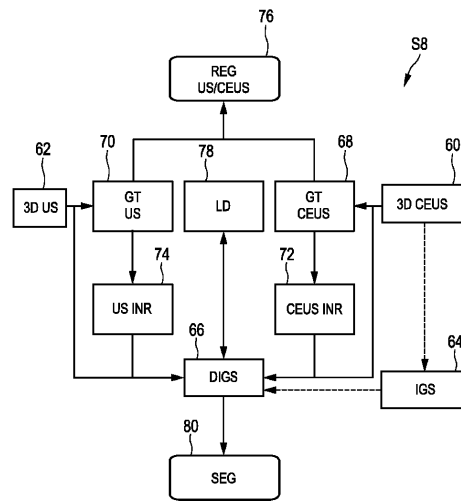 76
S8
REG
US/CEUS
70
78
68
60
62
3D US
GT
US
LD
GT
CEUS
3D CEUS
74
72
US INR
CEUS INR
66
64
DIGS
IGS
80
SEG